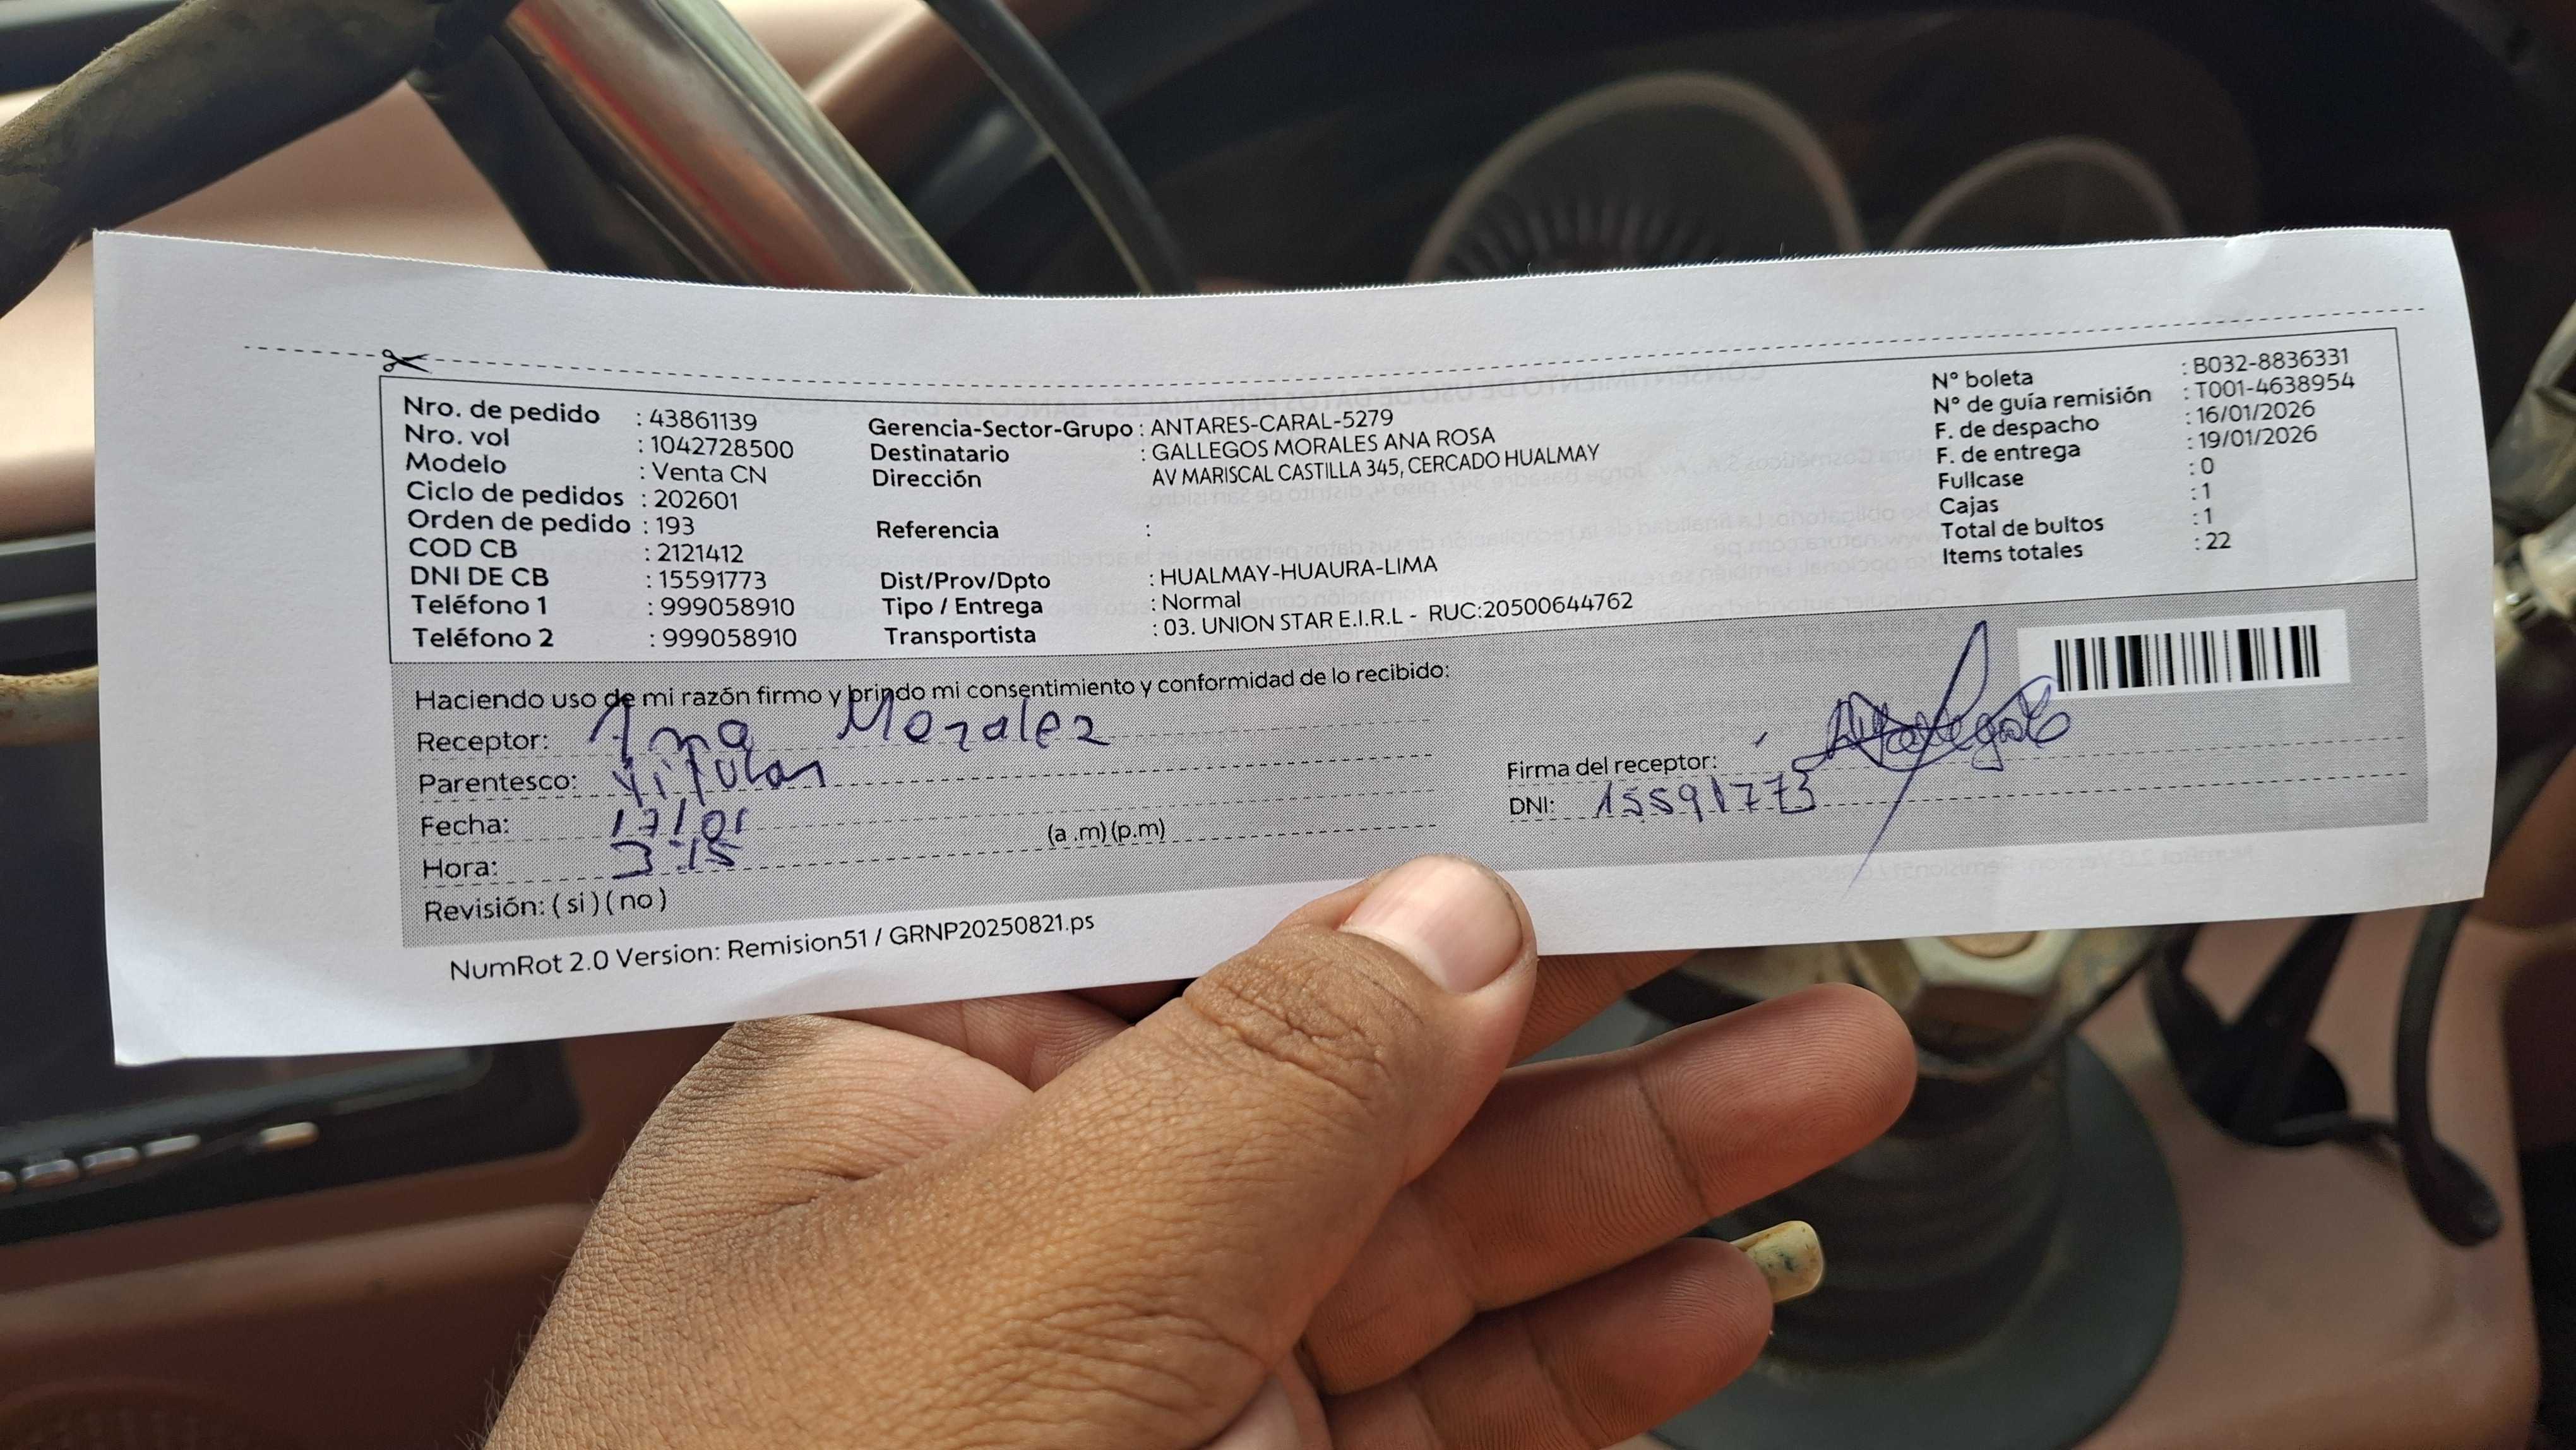 Nro. de pedido : 43861139
Nro. vol : 1042728500
Modelo : Venta CN
Ciclo de pedidos : 202601
Orden de pedido : 193
COD CB : 2121412
DNI DE CB : 15591773
Teléfono 1 : 999058910
Teléfono 2 : 999058910
Gerencia-Sector-Grupo : ANTARES-CARAL-5279
Destinatario : GALLEGOS MORALES ANA ROSA
Dirección AV MARISCAL CASTILLA 345, CERCADO HUALMAY
Referencia :
Dist/Prov/Dpto : HUALMAY-HUAURA-LIMA
Tipo / Entrega : Normal
Transportista : 03. UNION STAR E.I.R.L - RUC:20500644762
N° boleta : B032-8836331
N° de guía remisión : T001-4638954
F. de despacho : 16/01/2026
F. de entrega : 19/01/2026
Fullcase : 0
Cajas : 1
Total de bultos : 1
Items totales : 22
Haciendo uso de mi razón firmo y brindo mi consentimiento y conformidad de lo recibido:
Receptor: Ana Morales
Parentesco: Titular
Fecha: 17/01
Hora: 3:15 (a .m) (p.m)
Revisión: ( si ) ( no )
Firma del receptor:
DNI: 15591773
NumRot 2.0 Version: Remision51 / GRNP20250821.ps